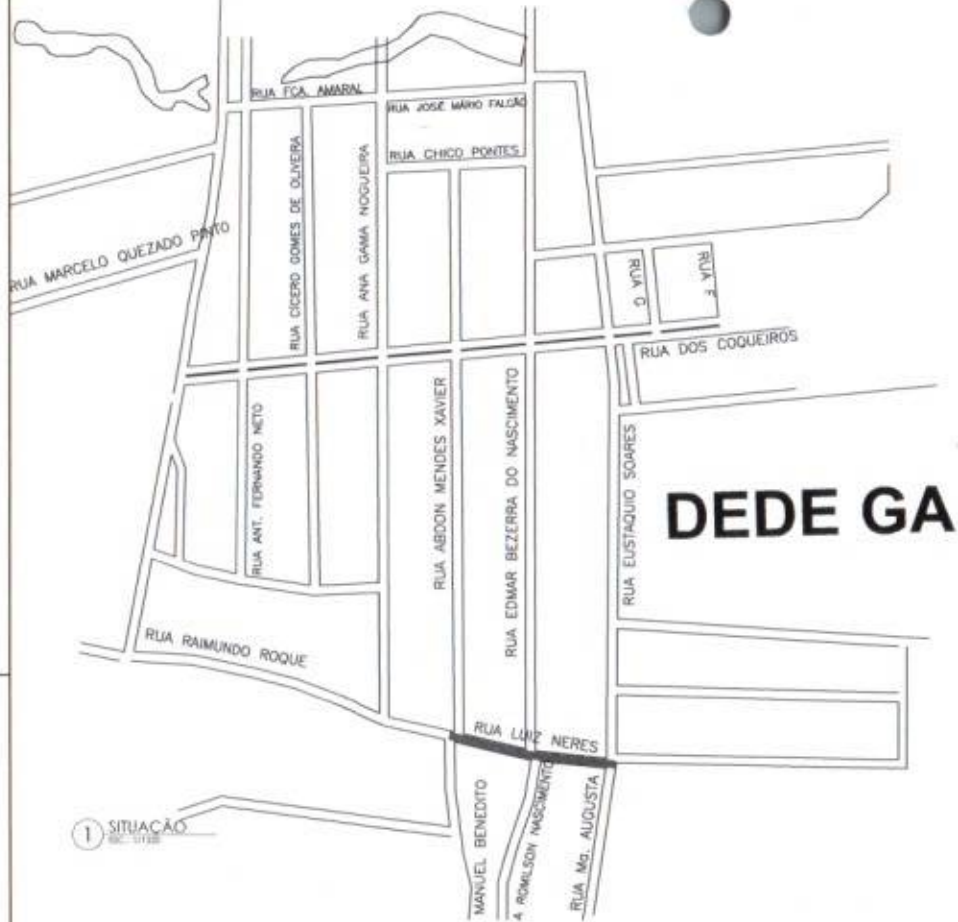 RUA FCA. AMARAL
RUA JOSÉ MÁRIO FALCÃO
RUA CHICO PONTES
RUA CÍCERO GOMES DE OLIVEIRA
RUA ANA GAMA NOGUEIRA
RUA MARCELO QUEZADO PINTO
RUA G
RUA F
RUA DOS COQUEIROS
RUA ANT. FERNANDO NETO
RUA ABDON MENDES XAVIER
RUA EDMAR BEZERRA DO NASCIMENTO
RUA EUSTAQUIO SOARES
DEDE GA
RUA RAIMUNDO ROQUE
RUA LUIZ NERES
MANUEL BENEDITO
A ROMILSON NASCIMENTO
RUA Ma. AUGUSTA
1 SITUAÇÃO